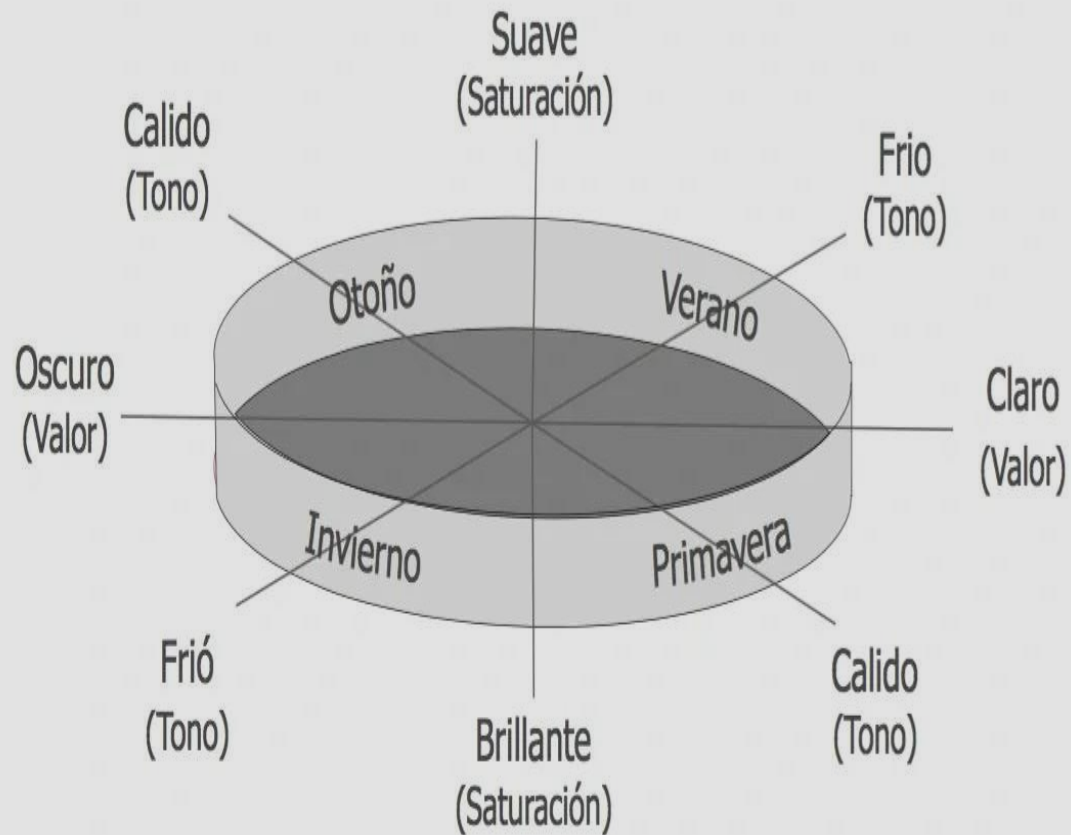 Suave
(Saturación)
Calido
(Tono)
Frio
(Tono)
Otoño
Verano
Oscuro
(Valor)
Claro
(Valor)
Invierno
Primavera
Frió
(Tono)
Calido
(Tono)
Brillante
(Saturación)